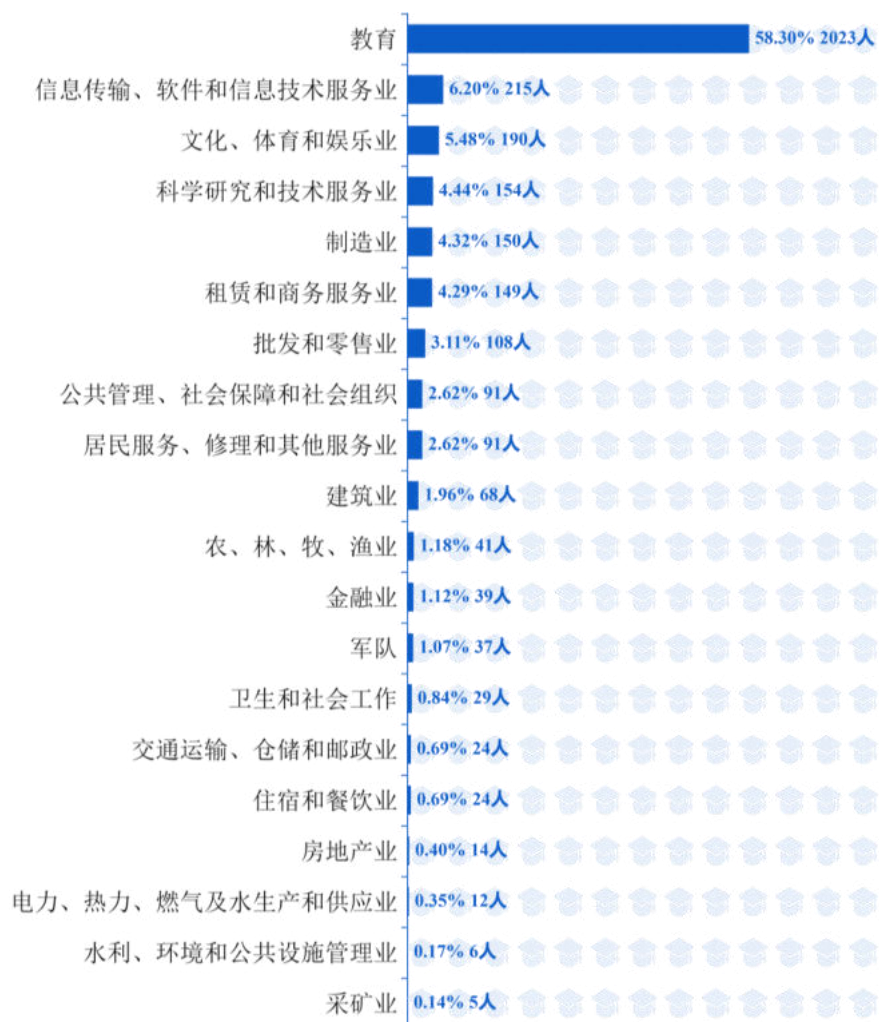 教育 58.30% 2023人
信息传输、软件和信息技术服务业 6.20% 215人
文化、体育和娱乐业 5.48% 190人
科学研究和技术服务业 4.44% 154人
制造业 4.32% 150人
租赁和商务服务业 4.29% 149人
批发和零售业 3.11% 108人
公共管理、社会保障和社会组织 2.62% 91人
居民服务、修理和其他服务业 2.62% 91人
建筑业 1.96% 68人
农、林、牧、渔业 1.18% 41人
金融业 1.12% 39人
军队 1.07% 37人
卫生和社会工作 0.84% 29人
交通运输、仓储和邮政业 0.69% 24人
住宿和餐饮业 0.69% 24人
房地产业 0.40% 14人
电力、热力、燃气及水生产和供应业 0.35% 12人
水利、环境和公共设施管理业 0.17% 6人
采矿业 0.14% 5人